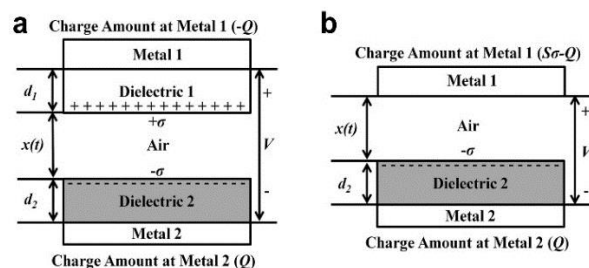 a
Charge Amount at Metal 1 (-Q)
Metal 1
d1
Dielectric 1
+
+ + + + + + + + + + + +
+σ
x(t)
Air
V
-σ
-
d2
Dielectric 2
Metal 2
Charge Amount at Metal 2 (Q)
b
Charge Amount at Metal 1 (Sσ-Q)
Metal 1
+
x(t)
Air
V
-σ
d2
Dielectric 2
-
Metal 2
Charge Amount at Metal 2 (Q)